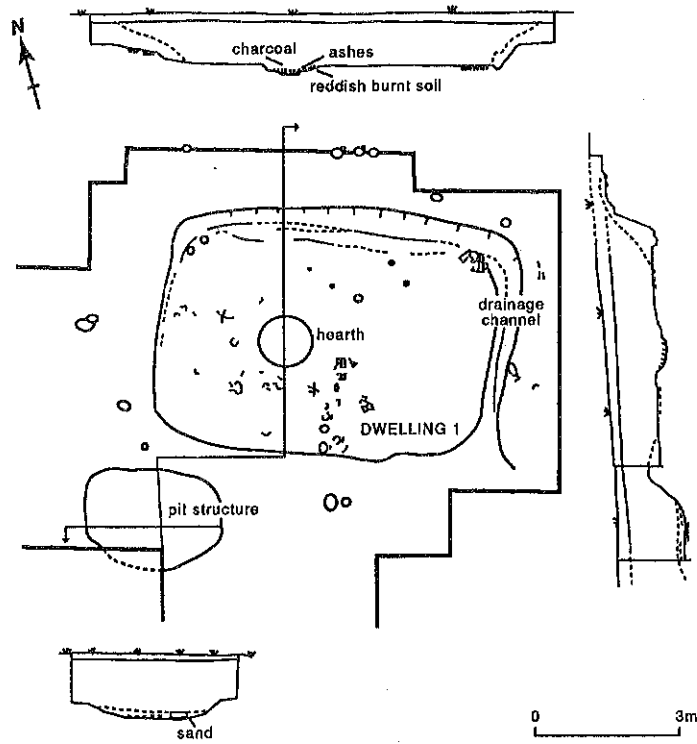 N
charcoal
ashes
reddish burnt soil
hearth
drainage
channel
DWELLING 1
pit structure
sand
0
3m